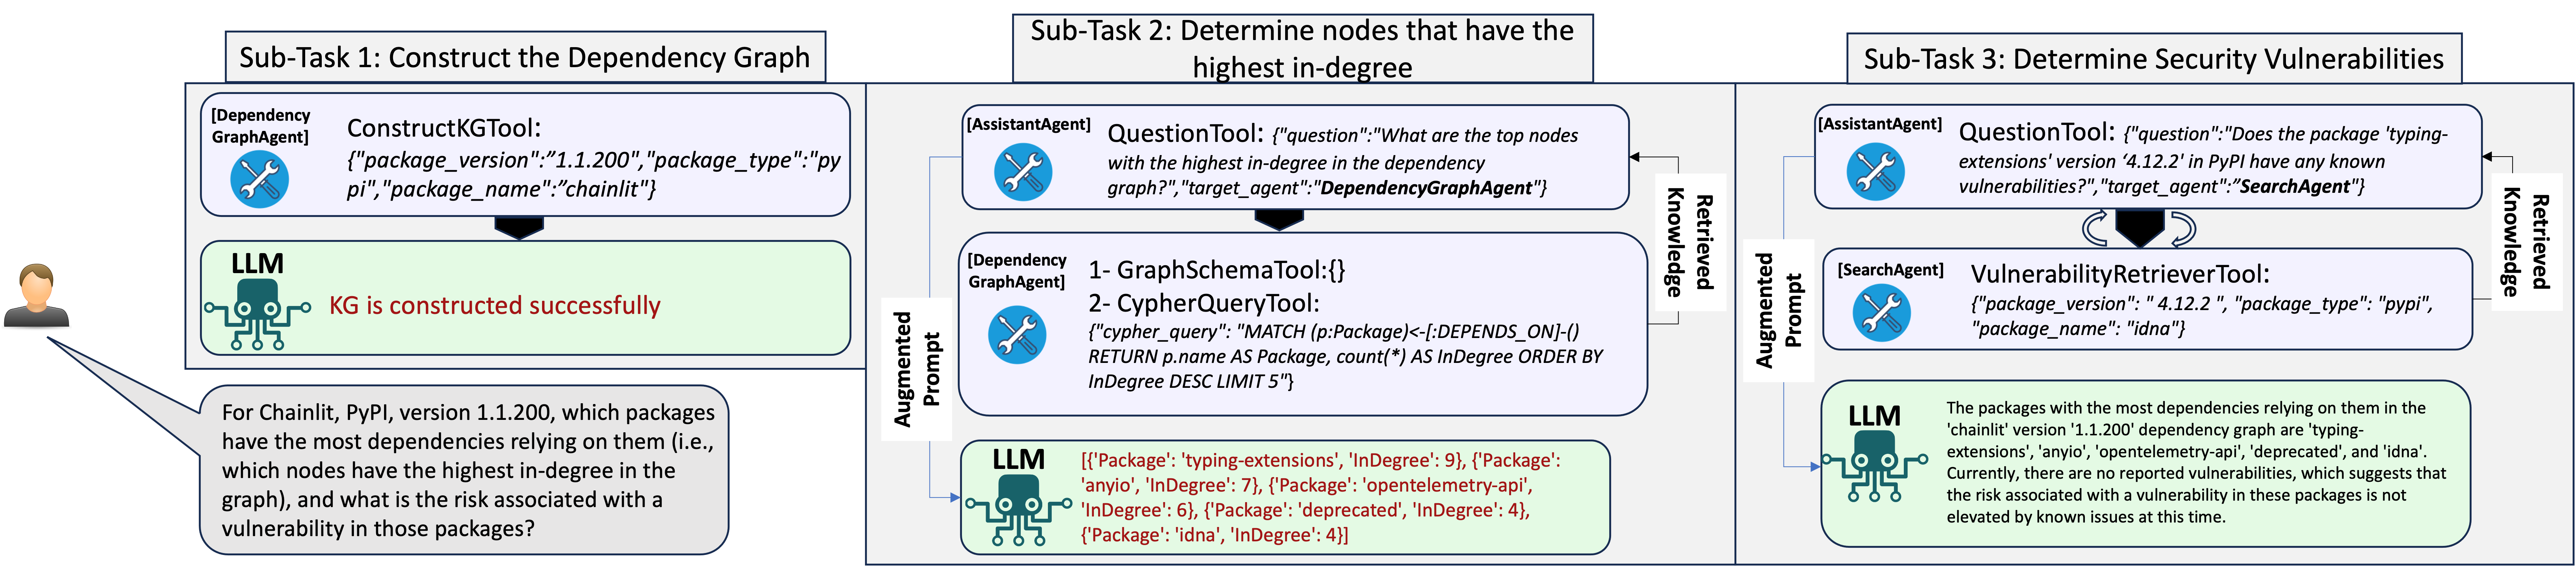 Sub-Task 1: Construct the Dependency Graph
[Dependency
GraphAgent]
ConstructKGTool:
{"package_version":”1.1.200","package_type":"py
pi","package_name":”chainlit"}
LLM
KG is constructed successfully
For Chainlit, PyPI, version 1.1.200, which packages
have the most dependencies relying on them (i.e.,
which nodes have the highest in-degree in the
graph), and what is the risk associated with a
vulnerability in those packages?
Sub-Task 2: Determine nodes that have the
highest in-degree
[AssistantAgent]
QuestionTool: {"question":"What are the top nodes
with the highest in-degree in the dependency
graph?","target_agent":"DependencyGraphAgent"}
[Dependency
GraphAgent]
1- GraphSchemaTool:{}
2- CypherQueryTool:
{"cypher_query": "MATCH (p:Package)<-[:DEPENDS_ON]-()
RETURN p.name AS Package, count(*) AS InDegree ORDER BY
InDegree DESC LIMIT 5"}
Retrieved
Knowledge
Augmented
Prompt
LLM
[{'Package': 'typing-extensions', 'InDegree': 9}, {'Package':
'anyio', 'InDegree': 7}, {'Package': 'opentelemetry-api',
'InDegree': 6}, {'Package': 'deprecated', 'InDegree': 4},
{'Package': 'idna', 'InDegree': 4}]
Sub-Task 3: Determine Security Vulnerabilities
[AssistantAgent]
QuestionTool: {"question":"Does the package 'typing-
extensions' version ‘4.12.2' in PyPI have any known
vulnerabilities?","target_agent":”SearchAgent"}
[SearchAgent]
VulnerabilityRetrieverTool:
{"package_version": " 4.12.2 ", "package_type": "pypi",
"package_name": "idna"}
Retrieved
Knowledge
Augmented
Prompt
LLM
The packages with the most dependencies relying on them in the
'chainlit' version '1.1.200' dependency graph are 'typing-
extensions', 'anyio', 'opentelemetry-api', 'deprecated', and 'idna'.
Currently, there are no reported vulnerabilities, which suggests that
the risk associated with a vulnerability in these packages is not
elevated by known issues at this time.